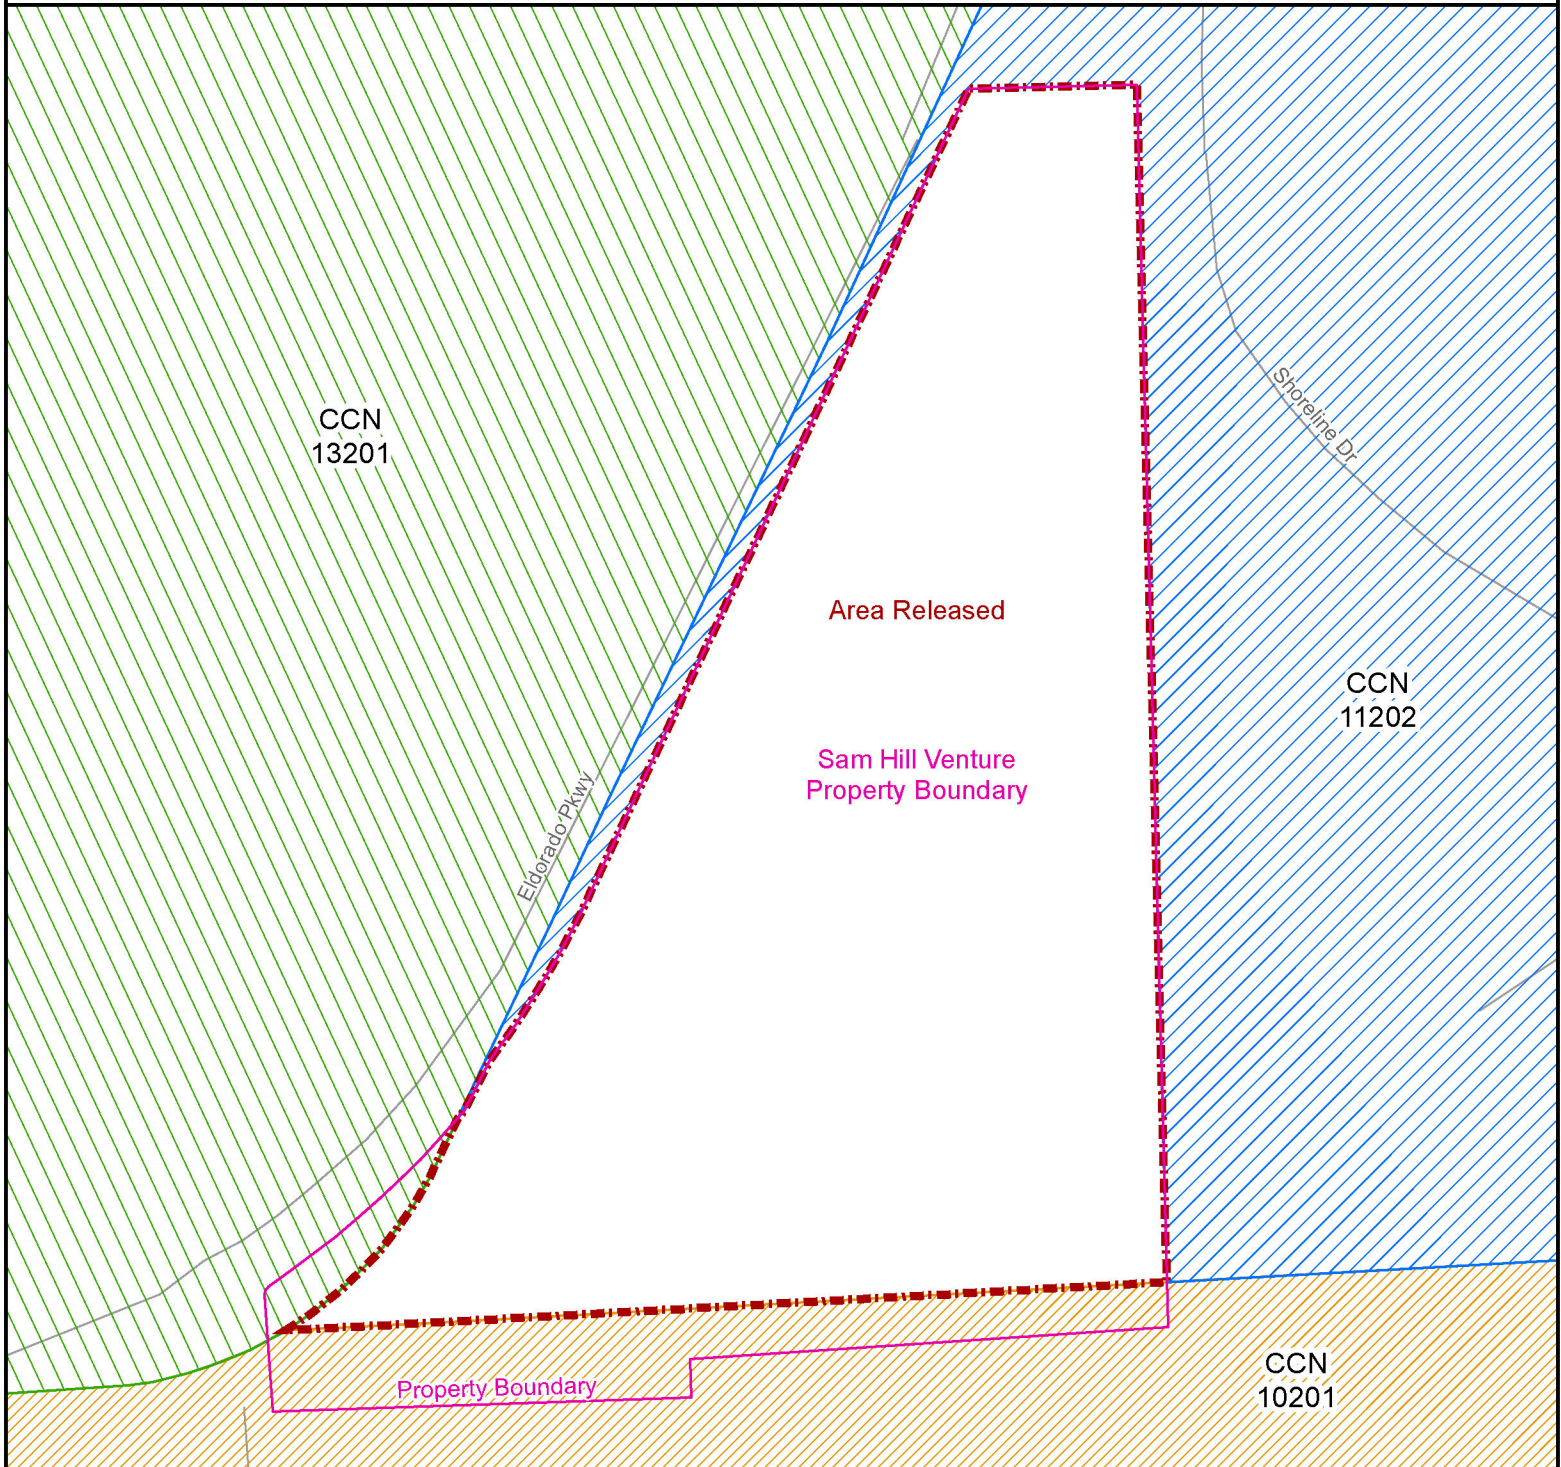 CCN
13201
Shoreline Dr
Area Released
CCN
11202
Sam Hill Venture
Property Boundary
Eldorado Pkwy
CCN
10201
Property Boundary